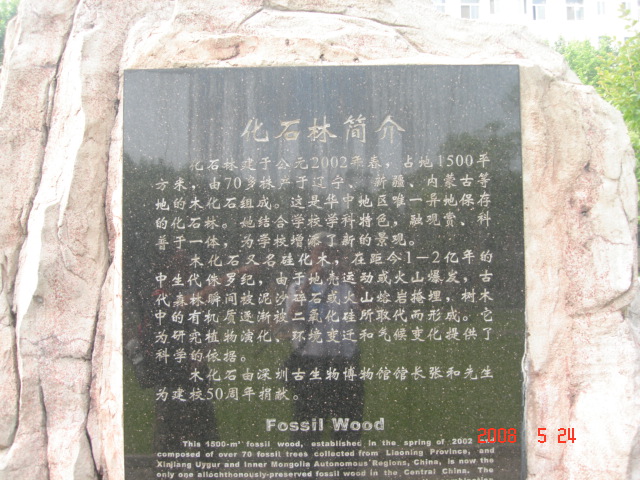 化石林简介
化石林建于公元2002年春，占地1500平
方米，由70多株产于辽宁、新疆、内蒙古等
地的木化石组成。这是华中地区唯一异地保存
的化石林。她结合学校学科特色，融观赏、科
普于一体，为学校增添了新的景观。
木化石又名硅化木，在距今1－2亿年的
中生代侏罗纪，由于地壳运动或火山爆发，古
代森林瞬间被泥沙碎石或火山熔岩掩埋，树木
中的有机质逐渐被二氧化硅所取代而形成。它
为研究植物演化、环境变迁和气候变化提供了
科学的依据。
木化石由深圳古生物博物馆馆长张和先生
为建校50周年捐献。
Fossil Wood
This 1500-m² fossil wood, established in the spring of 2002 and
composed of over 70 fossil trees collected from Liaoning Province, and
Xinjiang Uygur and Inner Mongolia Autonomous Regions, China, is now the
only one allochthonously-preserved fossil wood in the Central China. The
2008 5 24